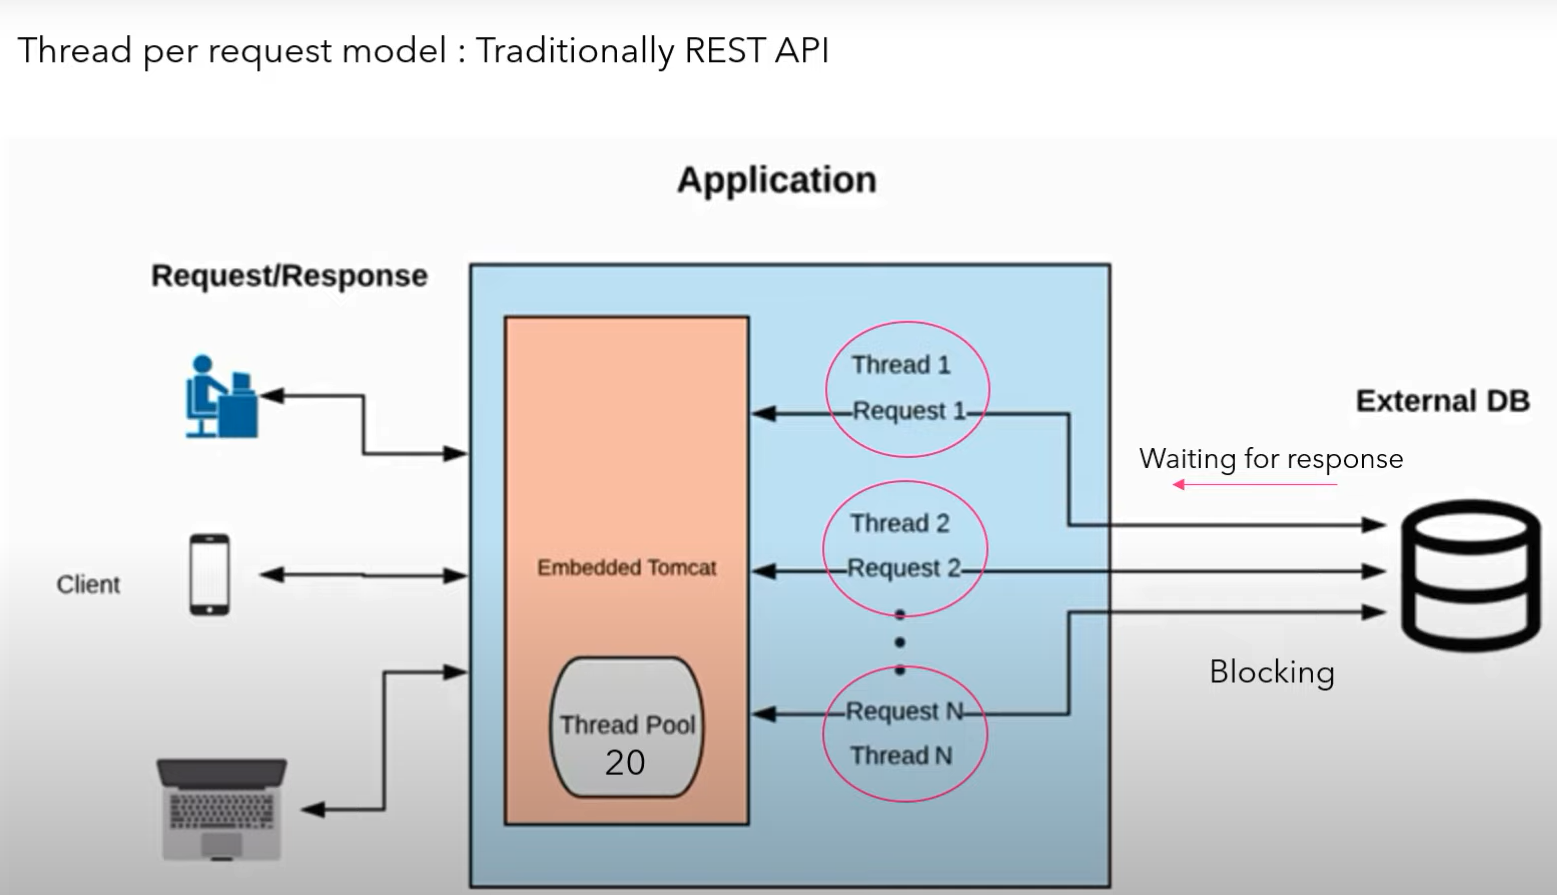 Thread per request model : Traditionally REST API
Application
Request/Response
Client
Embedded Tomcat
Thread Pool
20
Thread 1
Request 1
Thread 2
Request 2
Request N
Thread N
External DB
Waiting for response
Blocking